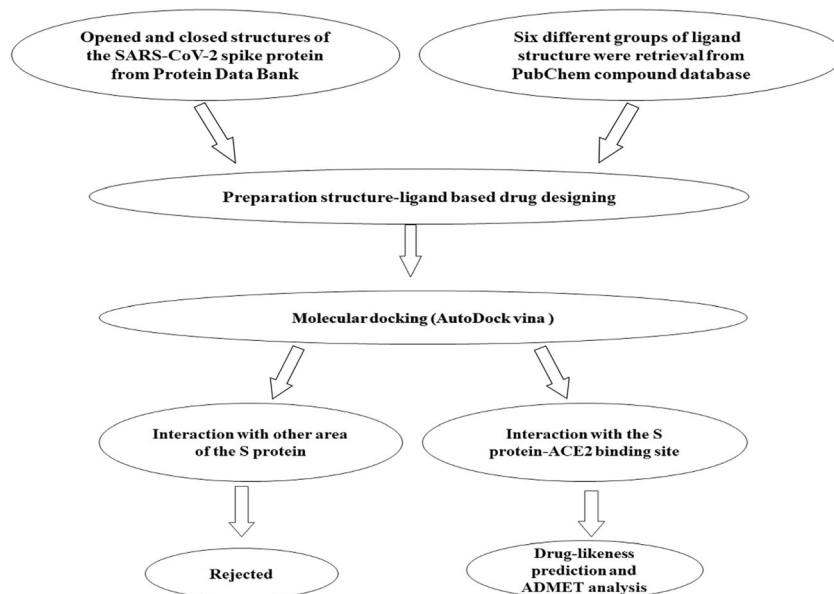 Opened and closed structures of
the SARS-CoV-2 spike protein
from Protein Data Bank
Six different groups of ligand
structure were retrieval from
PubChem compound database
Preparation structure-ligand based drug designing
Molecular docking (AutoDock vina )
Interaction with other area
of the S protein
Interaction with the S
protein-ACE2 binding site
Rejected
Drug-likeness
prediction and
ADMET analysis